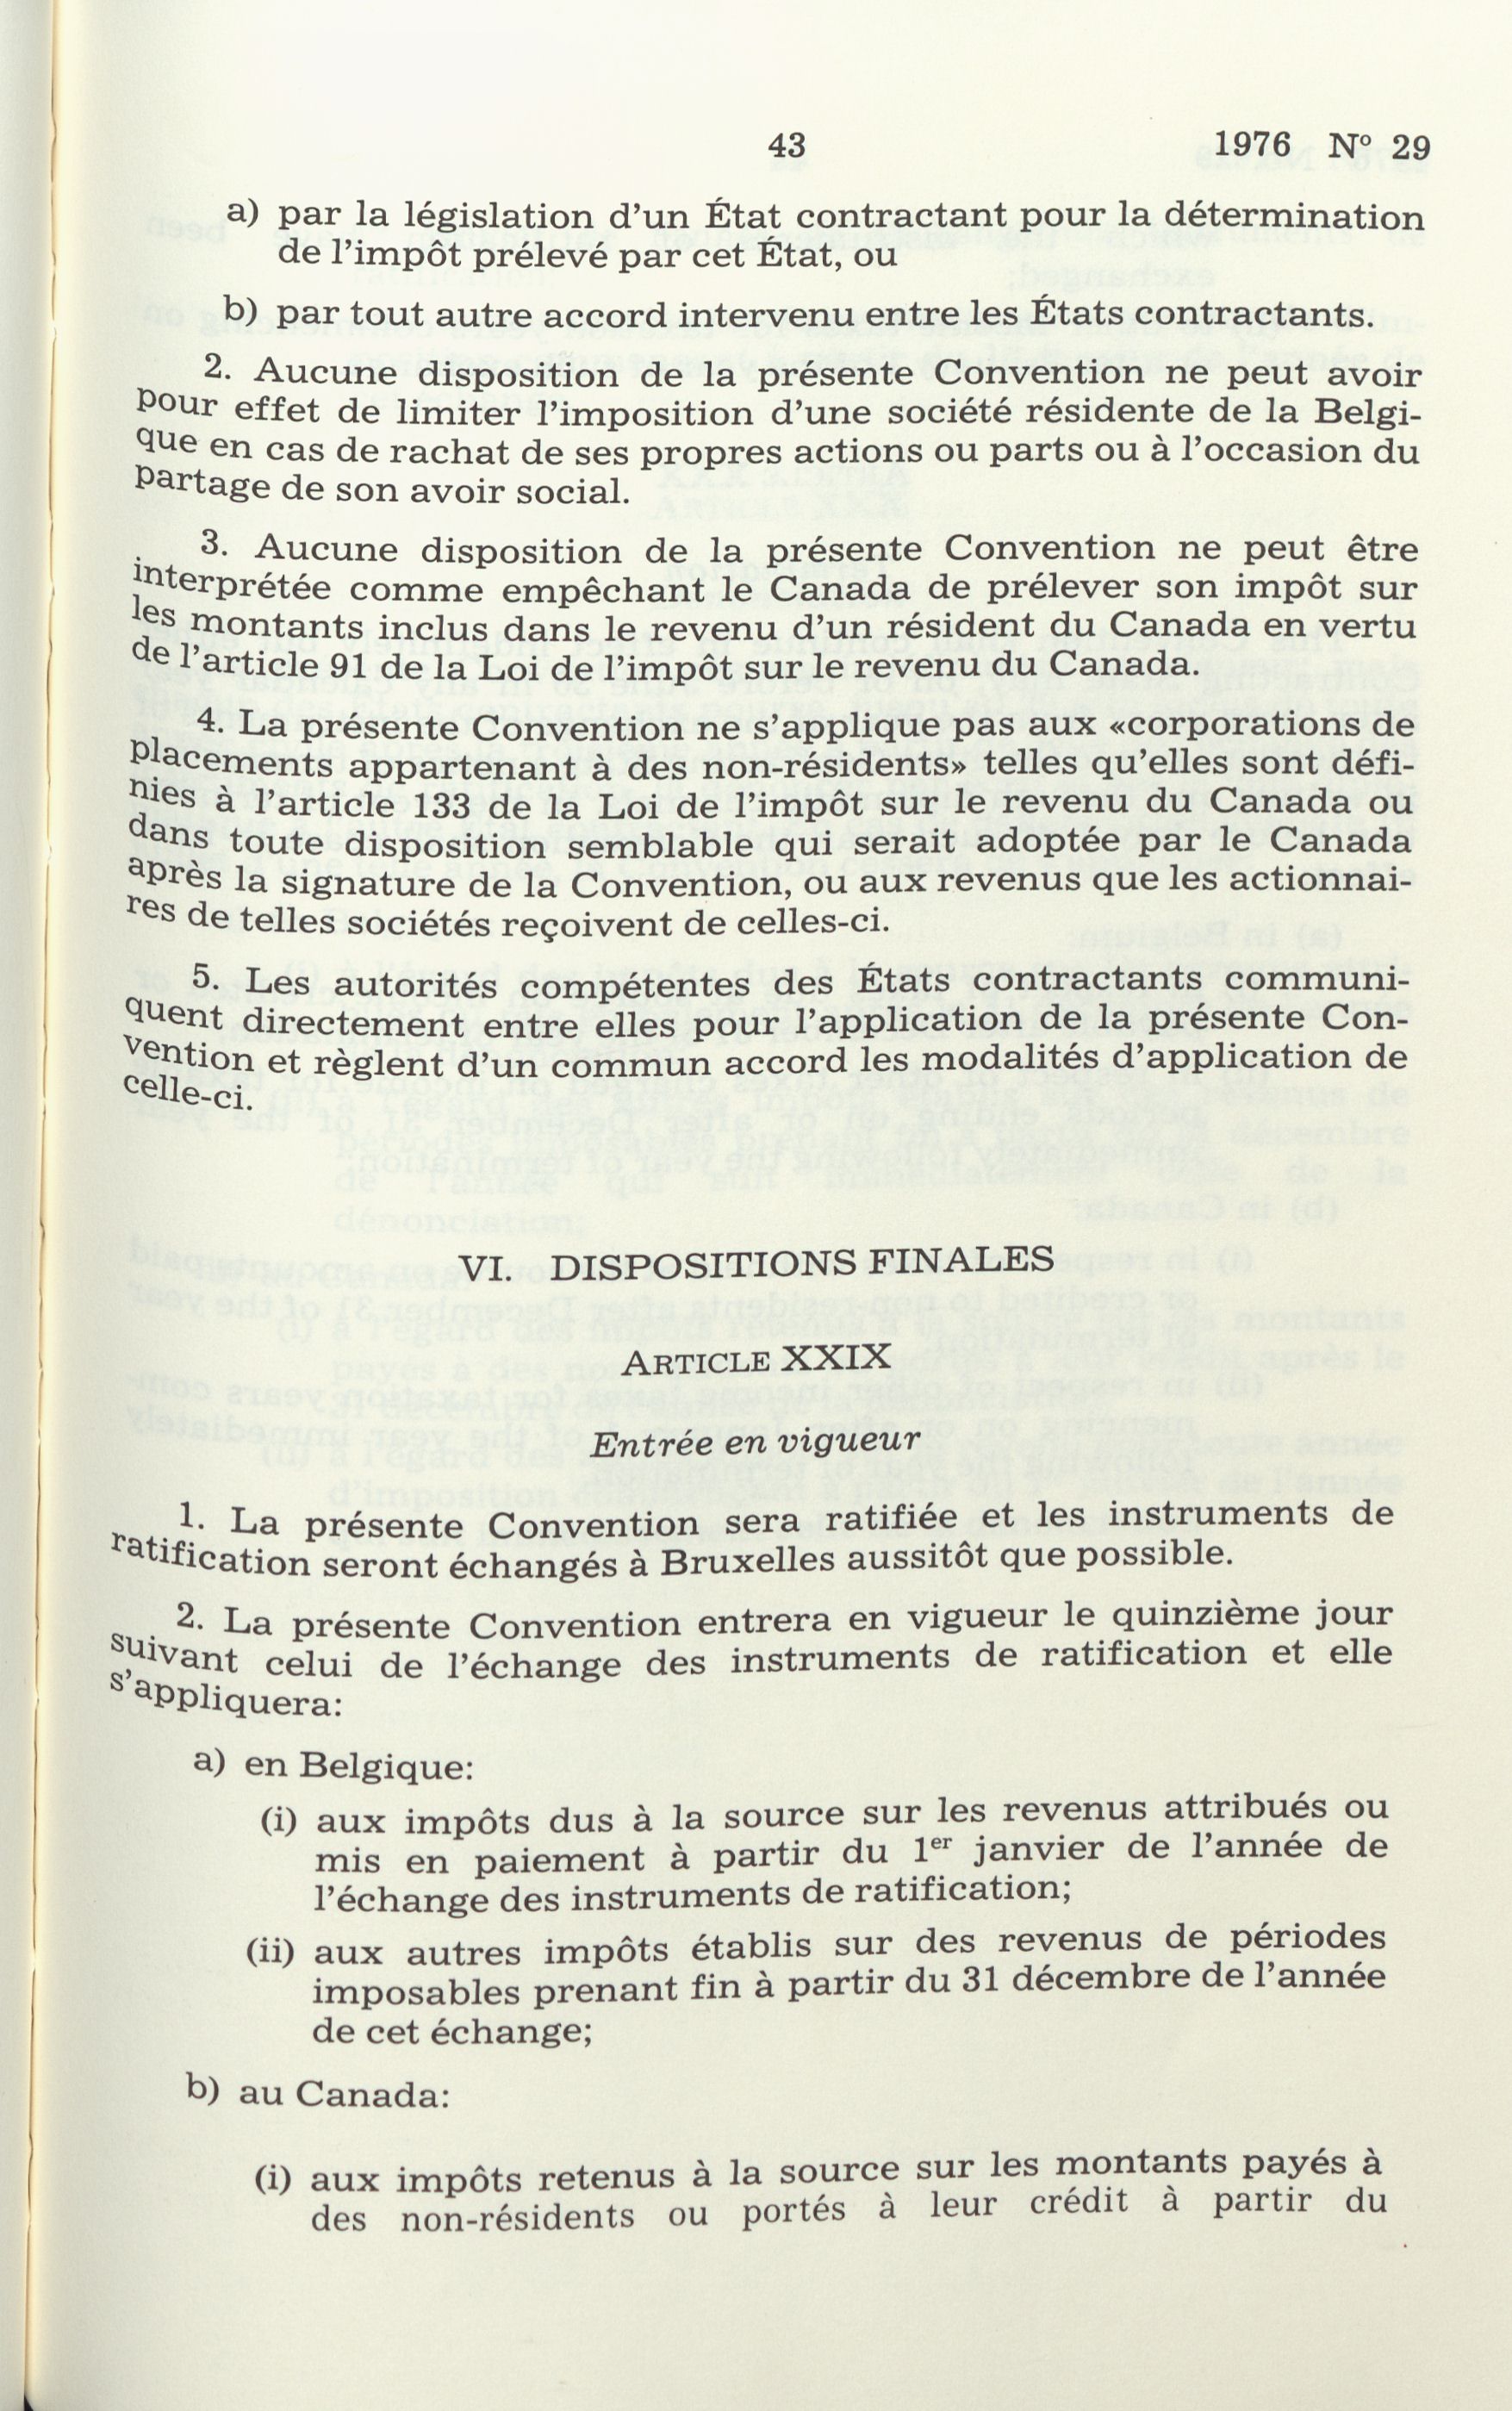 43 1976 Nº 29
a) par la législation d'un État contractant pour la détermination
de l'impôt prélevé par cet État, ou
b) par tout autre accord intervenu entre les États contractants.
2. Aucune disposition de la présente Convention ne peut avoir
pour effet de limiter l'imposition d'une société résidente de la Belgi-
que en cas de rachat de ses propres actions ou parts ou à l'occasion du
partage de son avoir social.
3. Aucune disposition de la présente Convention ne peut être
interprétée comme empêchant le Canada de prélever son impôt sur
les montants inclus dans le revenu d'un résident du Canada en vertu
de l'article 91 de la Loi de l'impôt sur le revenu du Canada.
4. La présente Convention ne s'applique pas aux «corporations de
placements appartenant à des non-résidents» telles qu'elles sont défi-
nies à l'article 133 de la Loi de l'impôt sur le revenu du Canada ou
dans toute disposition semblable qui serait adoptée par le Canada
après la signature de la Convention, ou aux revenus que les actionnai-
res de telles sociétés reçoivent de celles-ci.
5. Les autorités compétentes des États contractants communi-
quent directement entre elles pour l'application de la présente Con-
vention et règlent d'un commun accord les modalités d'application de
celle-ci.
VI. DISPOSITIONS FINALES
ARTICLE XXIX
Entrée en vigueur
1. La présente Convention sera ratifiée et les instruments de
ratification seront échangés à Bruxelles aussitôt que possible.
2. La présente Convention entrera en vigueur le quinzième jour
suivant celui de l'échange des instruments de ratification et elle
s'appliquera:
a) en Belgique:
(i) aux impôts dus à la source sur les revenus attribués ou
mis en paiement à partir du 1er janvier de l'année de
l'échange des instruments de ratification;
(ii) aux autres impôts établis sur des revenus de périodes
imposables prenant fin à partir du 31 décembre de l'année
de cet échange;
b) au Canada:
(i) aux impôts retenus à la source sur les montants payés à
des non-résidents ou portés à leur crédit à partir du